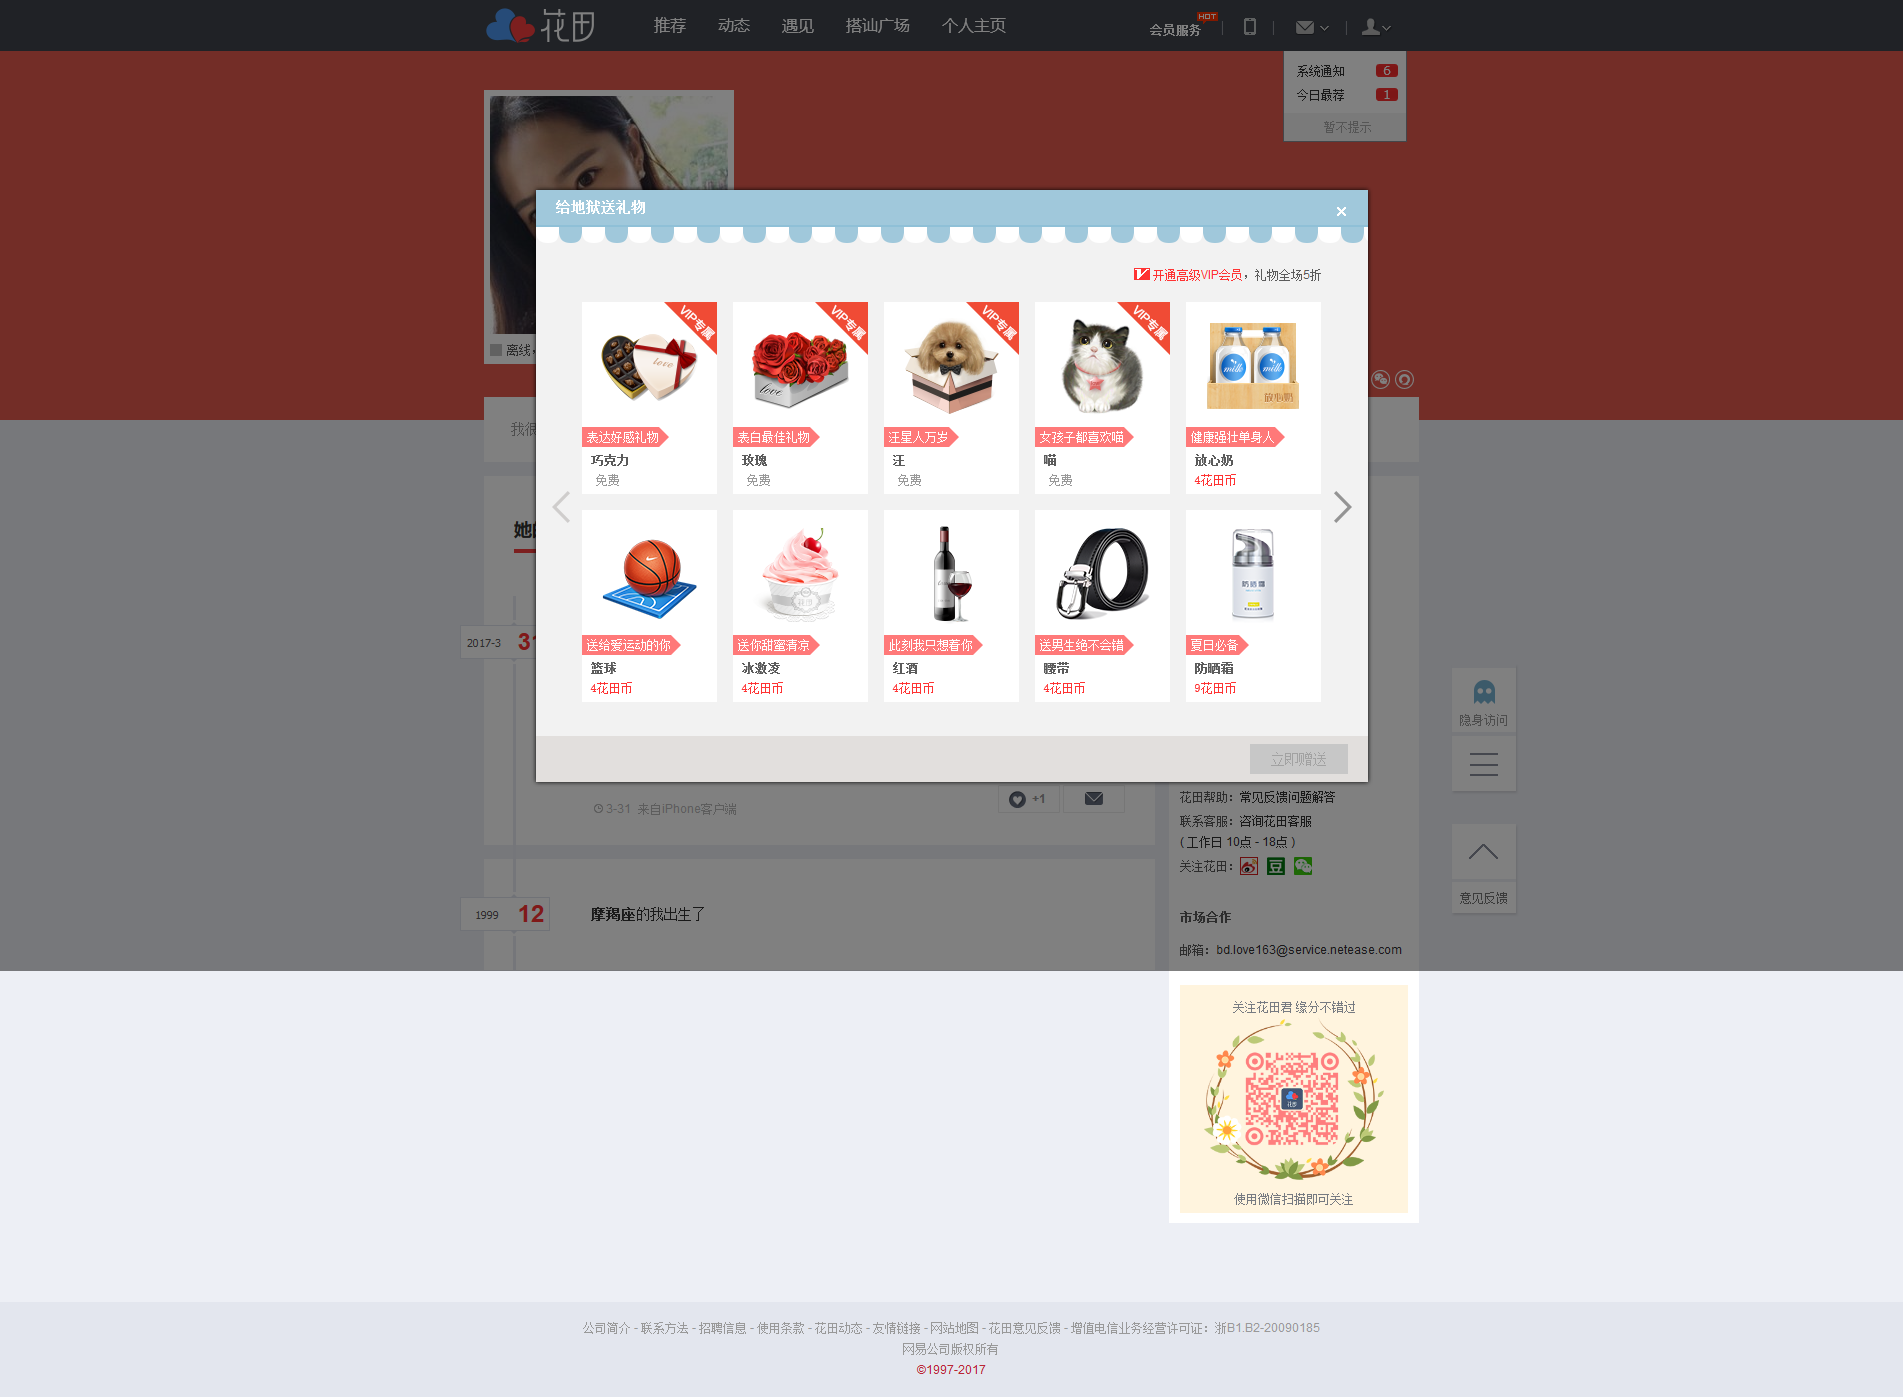 花田 推荐 动态 遇见 搭讪广场 个人主页 会员服务 HOT
系统通知 6
今日最荐 1
暂不提示
给地狱送礼物
开通高级VIP会员，礼物全场5折
离线，
我很
她的
VIP专属 VIP专属 VIP专属 VIP专属
love love milk milk 放心奶
表达好感礼物 表白最佳礼物 汪星人万岁 女孩子都喜欢喵 健康强壮单身人
巧克力 玫瑰 汪 喵 放心奶
免费 免费 免费 免费 4花田币
花田 防晒霜
送给爱运动的你 送你甜蜜清凉 此刻我只想着你 送男生绝不会错 夏日必备
篮球 冰激凌 红酒 腰带 防晒霜
4花田币 4花田币 4花田币 4花田币 9花田币
立即赠送
2017-3 31
3-31 来自iPhone客户端 +1
1999 12 摩羯座的我出生了
花田帮助：常见反馈问题解答
联系客服：咨询花田客服
( 工作日 10点 - 18点 )
关注花田： 豆
市场合作
邮箱：bd.love163@service.netease.com
隐身访问
意见反馈
关注花田君 缘分不错过
花田
使用微信扫描即可关注
公司简介 - 联系方法 - 招聘信息 - 使用条款 - 花田动态 - 友情链接 - 网站地图 - 花田意见反馈 - 增值电信业务经营许可证：浙B1.B2-20090185
网易公司版权所有
©1997-2017